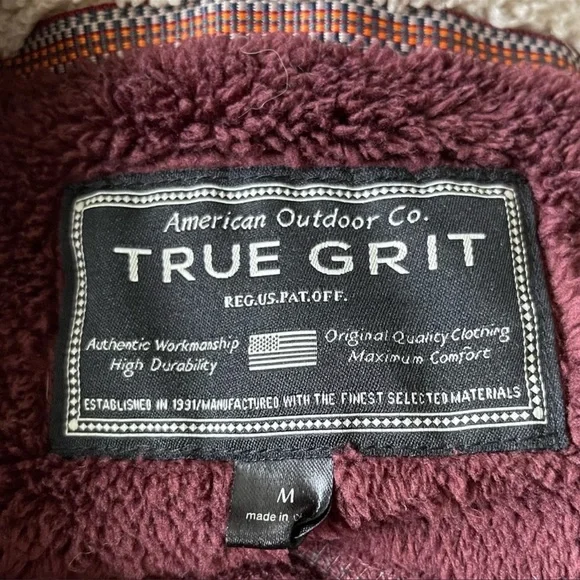 American Outdoor Co.
TRUE GRIT
REG.US.PAT.OFF.
Authentic Workmanship
High Durability
Original Quality Clothing
Maximum Comfort
ESTABLISHED IN 1991/MANUFACTURED WITH THE FINEST SELECTED MATERIALS
M
made in